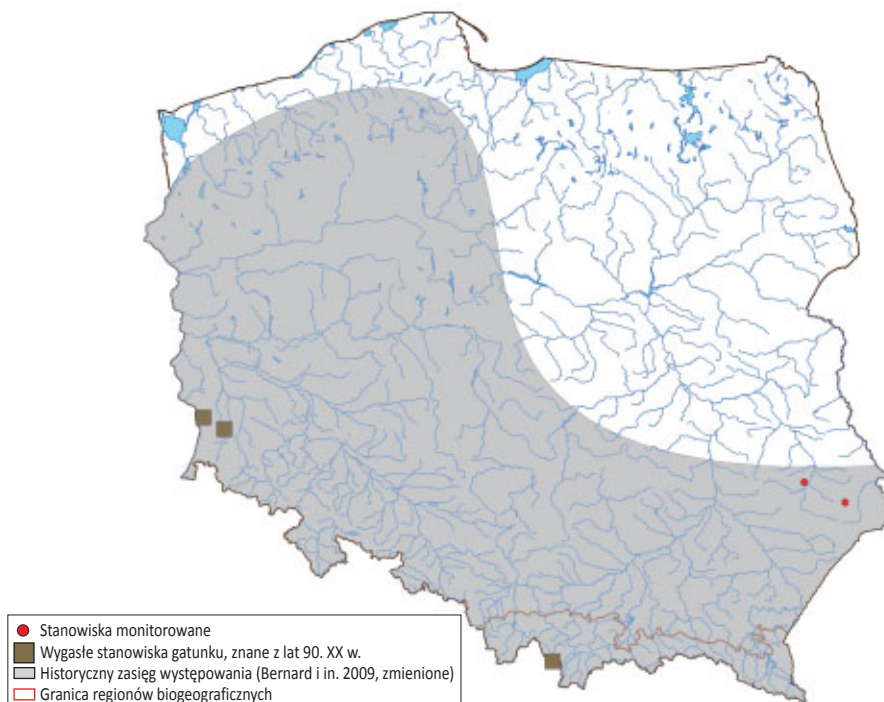 Stanowiska monitorowane
Wygasłe stanowiska gatunku, znane z lat 90. XX w.
Historyczny zasięg występowania (Bernard i in. 2009, zmienione)
Granica regionów biogeograficznych